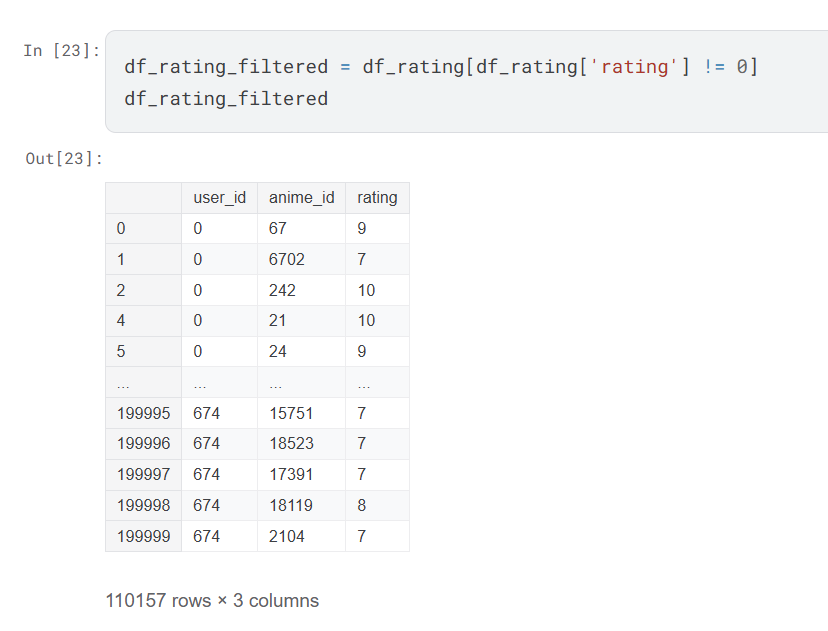 In [23]:
df_rating_filtered = df_rating[df_rating['rating'] != 0]
df_rating_filtered
Out[23]:
user_id anime_id rating
0 0 67 9
1 0 6702 7
2 0 242 10
4 0 21 10
5 0 24 9
... ... ... ...
199995 674 15751 7
199996 674 18523 7
199997 674 17391 7
199998 674 18119 8
199999 674 2104 7
110157 rows × 3 columns